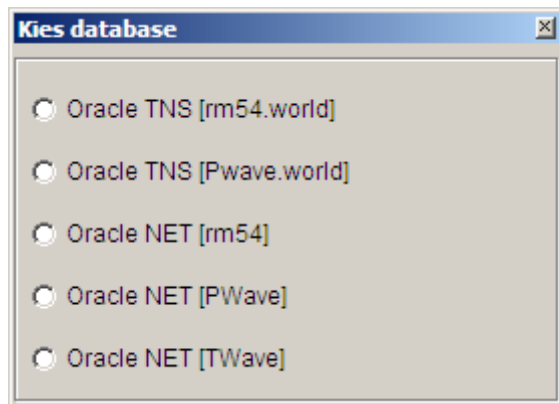 Kies database
Oracle TNS [rm54.world]
Oracle TNS [Pwave.world]
Oracle NET [rm54]
Oracle NET [PWave]
Oracle NET [TWave]